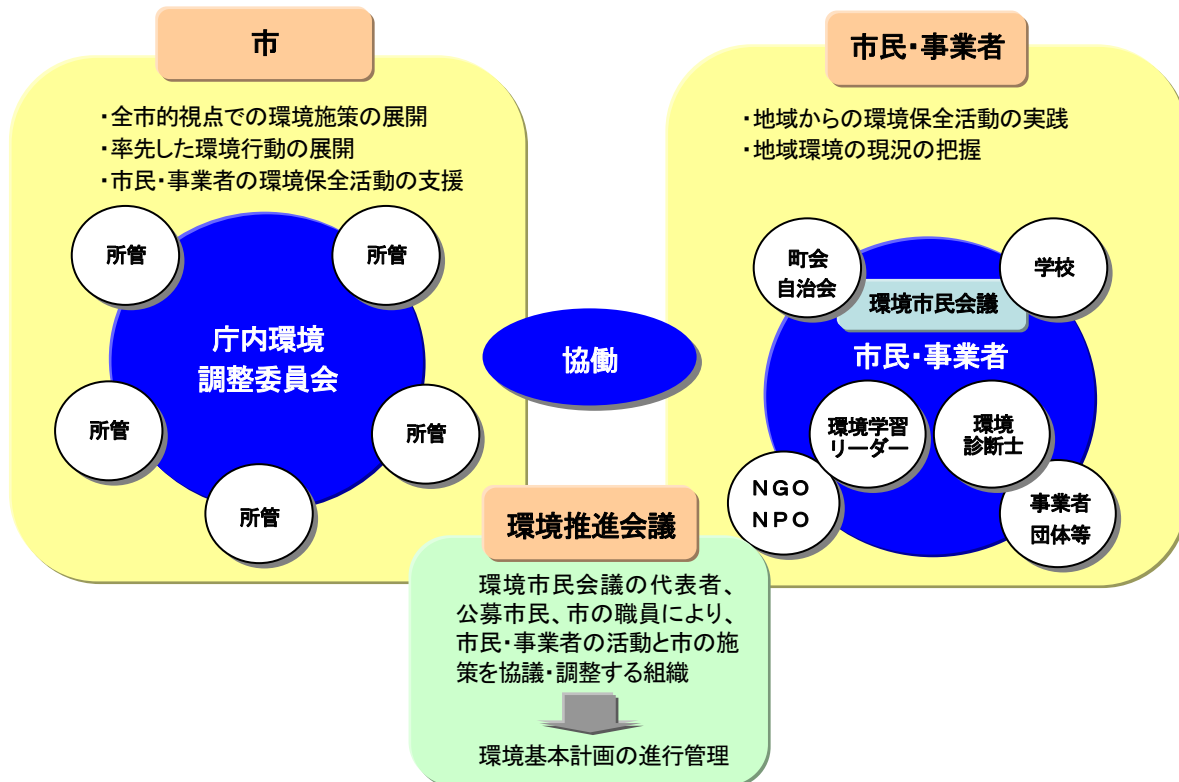 市
・全市的視点での環境施策の展開
・率先した環境行動の展開
・市民・事業者の環境保全活動の支援
所管
所管
庁内環境
調整委員会
所管
所管
所管
協働
市民・事業者
・地域からの環境保全活動の実践
・地域環境の現況の把握
町会
自治会
学校
環境市民会議
市民・事業者
環境学習
リーダー
環境
診断士
ＮＧＯ
ＮＰＯ
事業者
団体等
環境推進会議
環境市民会議の代表者、
公募市民、市の職員により、
市民・事業者の活動と市の施
策を協議・調整する組織
環境基本計画の進行管理